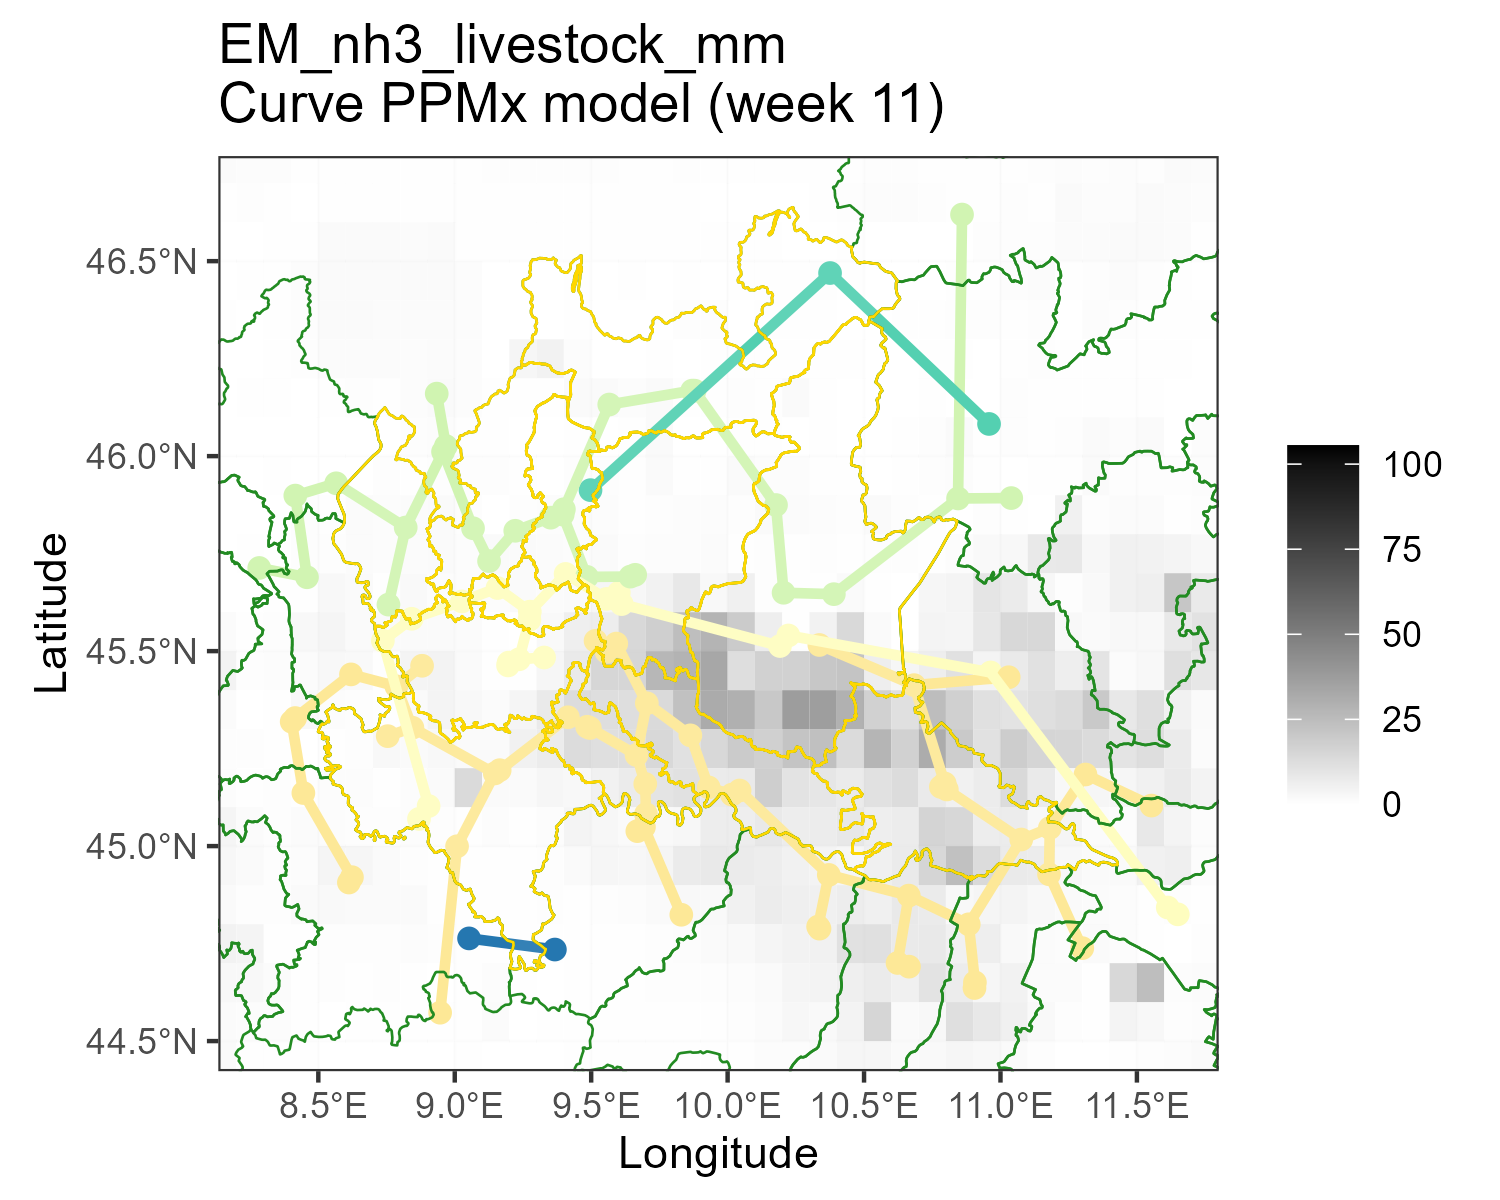 EM_nh3_livestock_mm
Curve PPMx model (week 11)
46.5°N
46.0°N
45.5°N
45.0°N
44.5°N
Latitude
8.5°E 9.0°E 9.5°E 10.0°E 10.5°E 11.0°E 11.5°E
Longitude
100
75
50
25
0